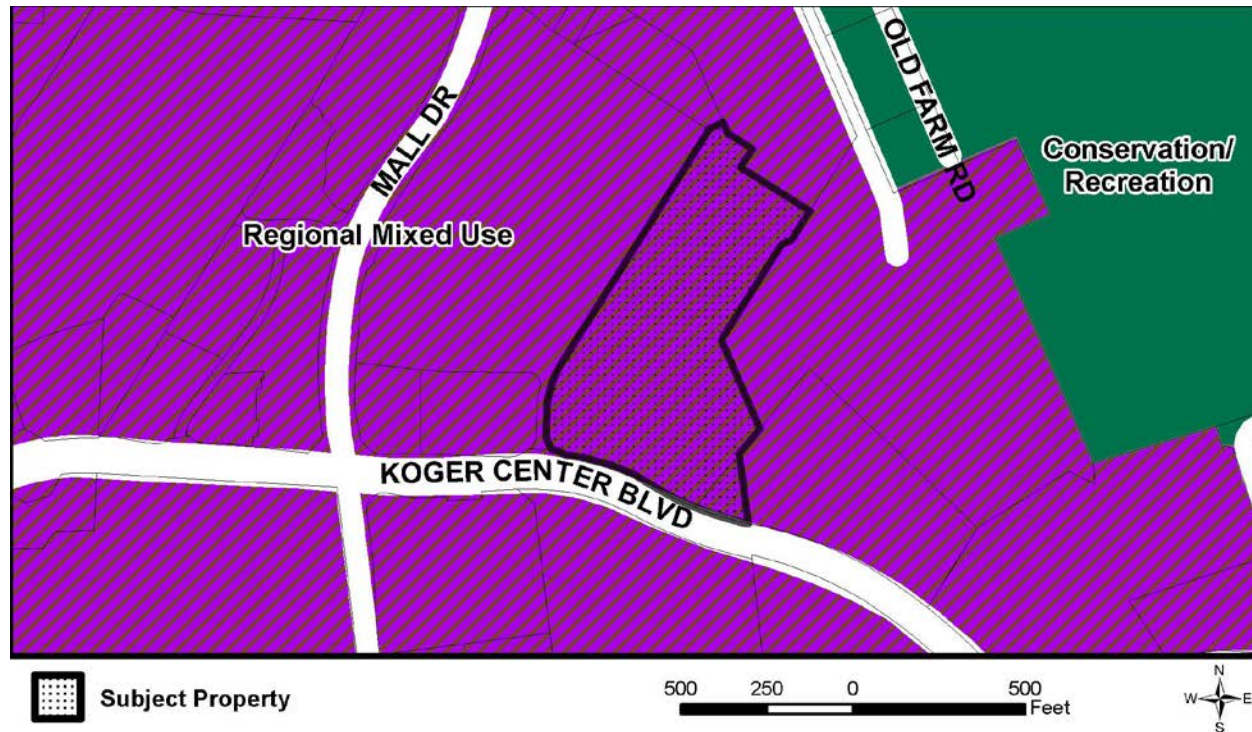 OLD FARM RD
MALL DR
Conservation/
Recreation
Regional Mixed Use
KOGER CENTER BLVD
Subject Property
500 250 0 500
Feet
N
W E
S